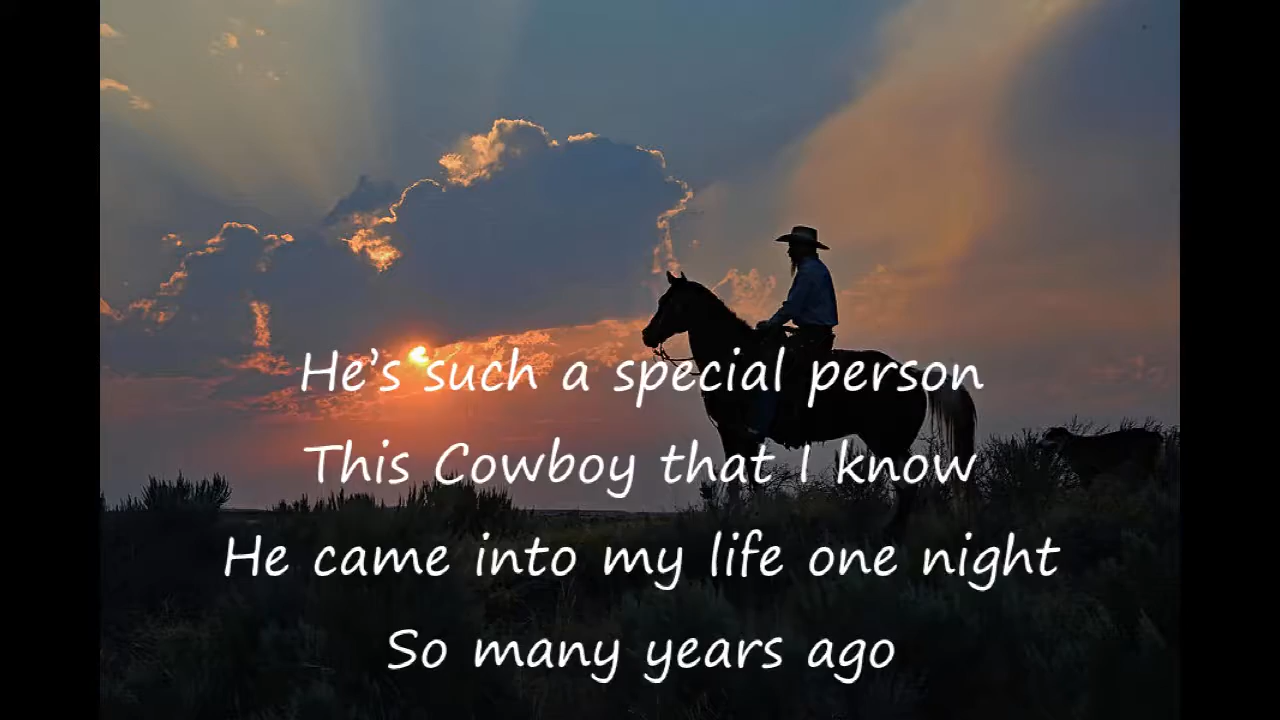 He's such a special person
This Cowboy that I know
He came into my life one night
So many years ago